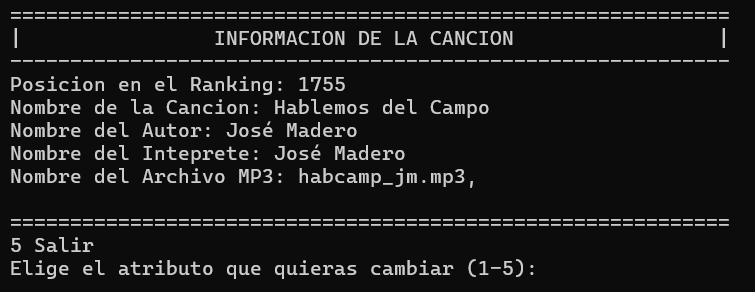 ============================================================
|                INFORMACION DE LA CANCION                 |
------------------------------------------------------------
Posicion en el Ranking: 1755
Nombre de la Cancion: Hablemos del Campo
Nombre del Autor: José Madero
Nombre del Inteprete: José Madero
Nombre del Archivo MP3: habcamp_jm.mp3,

============================================================
5 Salir
Elige el atributo que quieras cambiar (1-5):